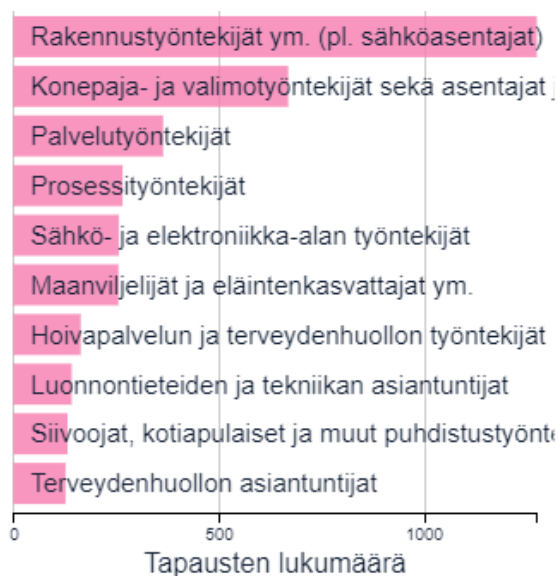 Rakennustyöntekijät ym. (pl. sähköasentajat)
Konepaja- ja valimotyöntekijät sekä asentajat
Palvelutyöntekijät
Prosessityöntekijät
Sähkö- ja elektroniikka-alan työntekijät
Maanviljelijät ja eläintenkasvattajat ym.
Hoivapalvelun ja terveydenhuollon työntekijät
Luonnontieteiden ja tekniikan asiantuntijat
Siivoojat, kotiapulaiset ja muut
Terveydenhuollon asiantuntijat
0 500 1000
Tapausten lukumäärä